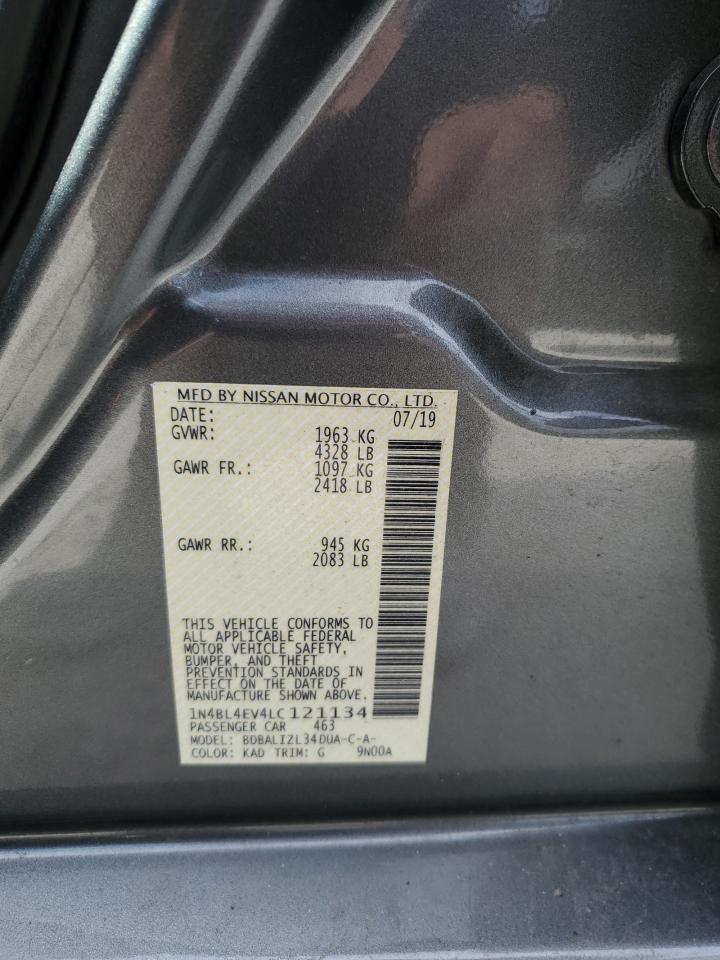 MFD BY NISSAN MOTOR CO., LTD.
DATE: 07/19
GVWR: 1963 KG
4328 LB
GAWR FR.: 1097 KG
2418 LB
GAWR RR.: 945 KG
2083 LB
THIS VEHICLE CONFORMS TO
ALL APPLICABLE FEDERAL
MOTOR VEHICLE SAFETY,
BUMPER, AND THEFT
PREVENTION STANDARDS IN
EFFECT ON THE DATE OF
MANUFACTURE SHOWN ABOVE.
1N4BL4EV4LC121134
PASSENGER CAR 463
MODEL: BDBALIZL34DUA-C-A-
COLOR: KAD TRIM: G 9N00A